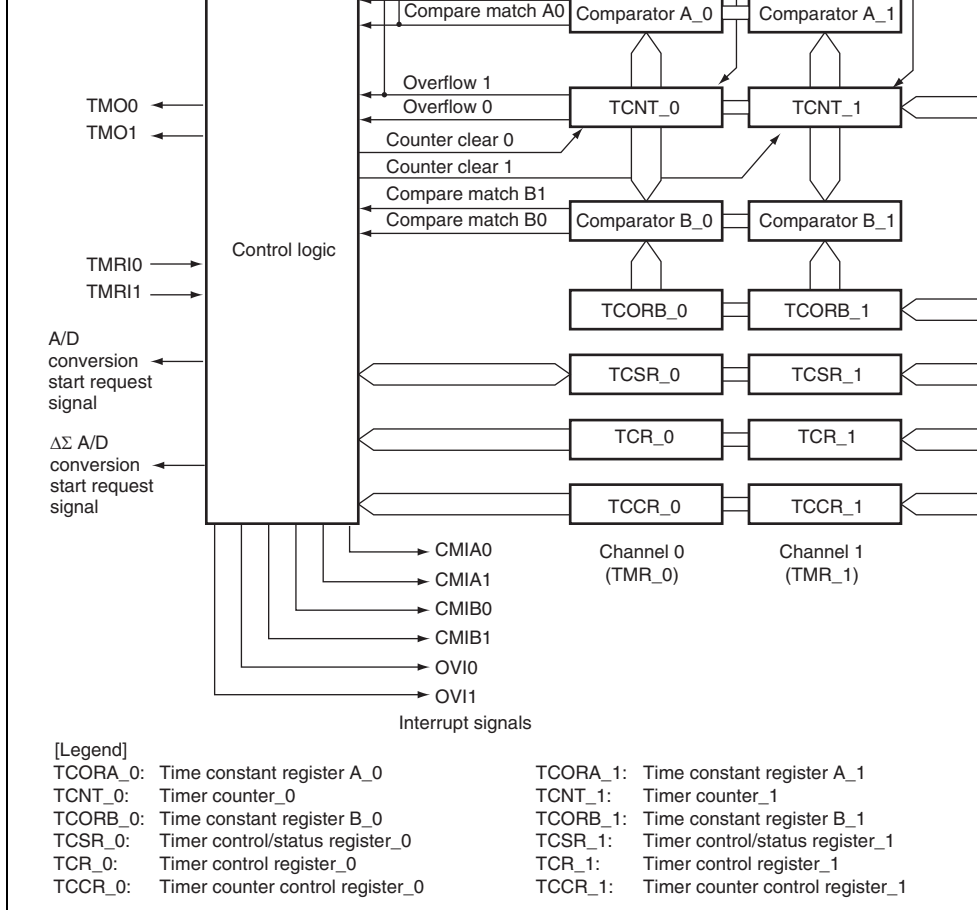 Compare match A0
Comparator A_0
Comparator A_1
Overflow 1
TMO0
Overflow 0
TCNT_0
TCNT_1
TMO1
Counter clear 0
Counter clear 1
Compare match B1
Compare match B0
Comparator B_0
Comparator B_1
Control logic
TMRI0
TMRI1
TCORB_0
TCORB_1
A/D
conversion
start request
signal
TCSR_0
TCSR_1
ΔΣ A/D
conversion
start request
signal
TCR_0
TCR_1
TCCR_0
TCCR_1
CMIA0
CMIA1
CMIB0
CMIB1
OVI0
OVI1
Interrupt signals
Channel 0
(TMR_0)
Channel 1
(TMR_1)
[Legend]
TCORA_0: Time constant register A_0
TCNT_0: Timer counter_0
TCORB_0: Time constant register B_0
TCSR_0: Timer control/status register_0
TCR_0: Timer control register_0
TCCR_0: Timer counter control register_0
TCORA_1: Time constant register A_1
TCNT_1: Timer counter_1
TCORB_1: Time constant register B_1
TCSR_1: Timer control/status register_1
TCR_1: Timer control register_1
TCCR_1: Timer counter control register_1